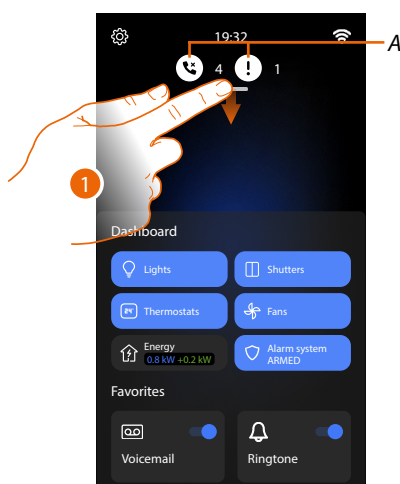 19:32
A
4
!
1
1
Dashboard
Lights
Shutters
Thermostats
Fans
Energy
0.8 kW +0.2 kW
Alarm system
ARMED
Favorites
Voicemail
Ringtone